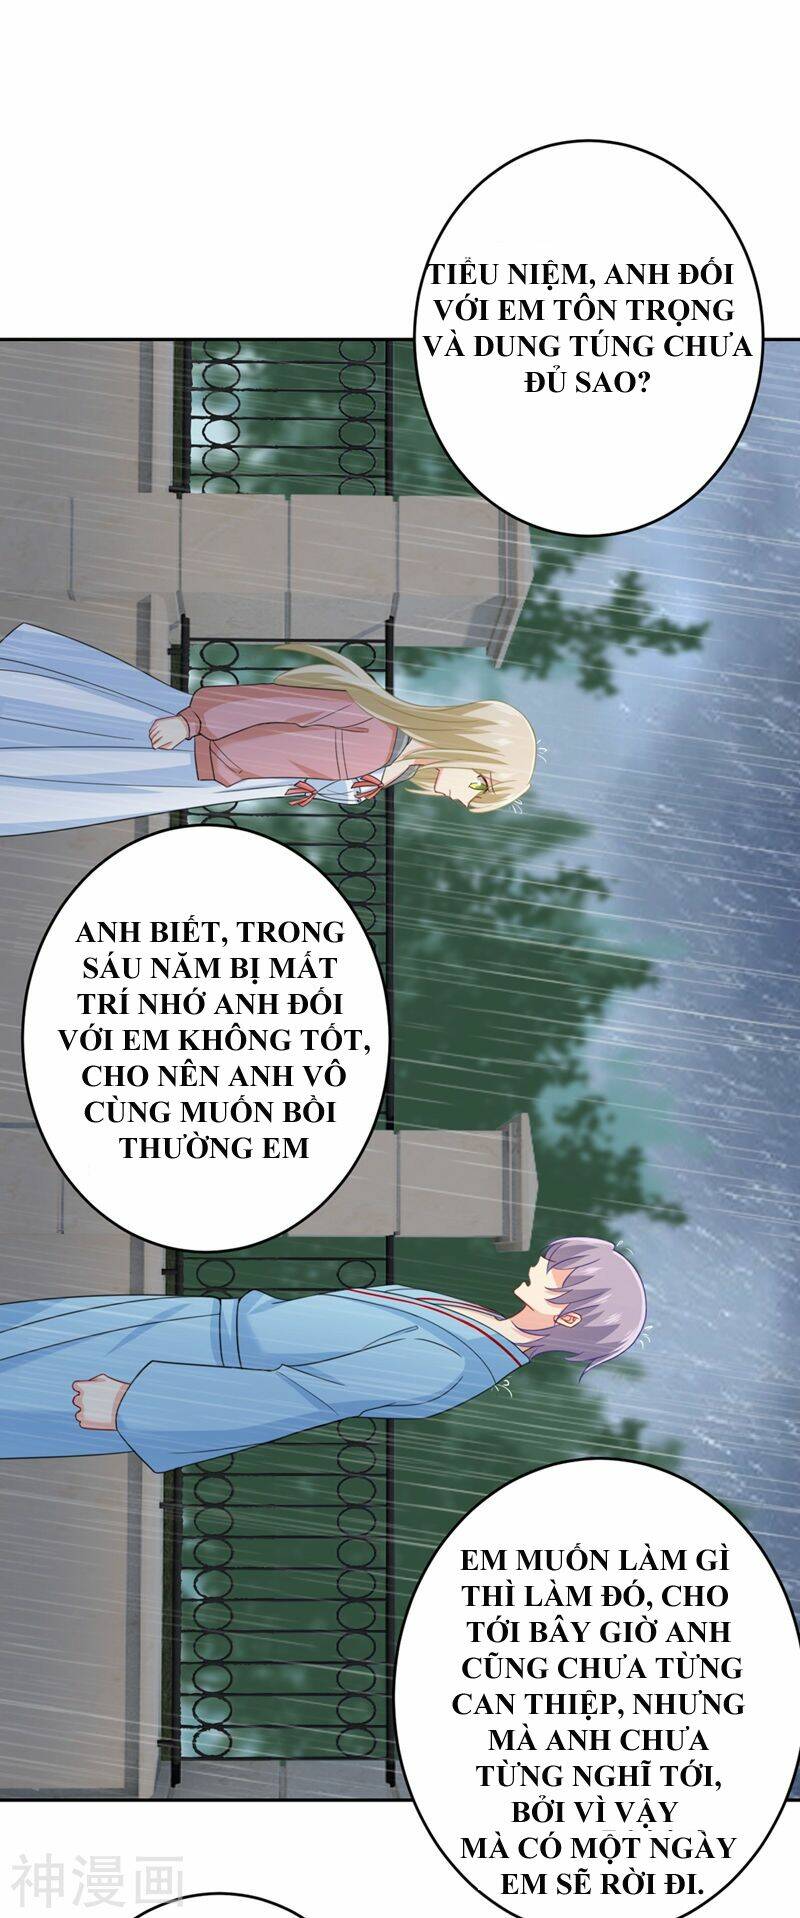 TIỂU NIỆM, ANH ĐỐI
VỚI EM TÔN TRỌNG
VÀ DUNG TÚNG CHƯA
ĐỦ SAO?
ANH BIẾT, TRONG
SÁU NĂM BỊ MẤT
TRÍ NHỚ ANH ĐỐI
VỚI EM KHÔNG TỐT,
CHO NÊN ANH VÔ
CÙNG MUỐN BỒI
THƯỜNG EM
EM MUỐN LÀM GÌ
THÌ LÀM ĐÓ, CHO
TỚI BÂY GIỜ ANH
CŨNG CHƯA TỪNG
CAN THIỆP, NHƯNG
MÀ ANH CHƯA
TỪNG NGHĨ TỚI,
BỞI VÌ VẬY
MÀ CÓ MỘT NGÀY
EM SẼ RỜI ĐI.
神漫画